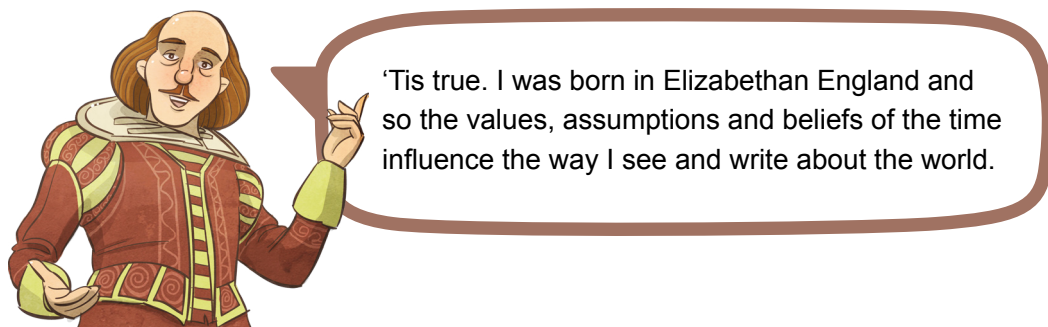 ‘Tis true. I was born in Elizabethan England and
so the values, assumptions and beliefs of the time
influence the way I see and write about the world.